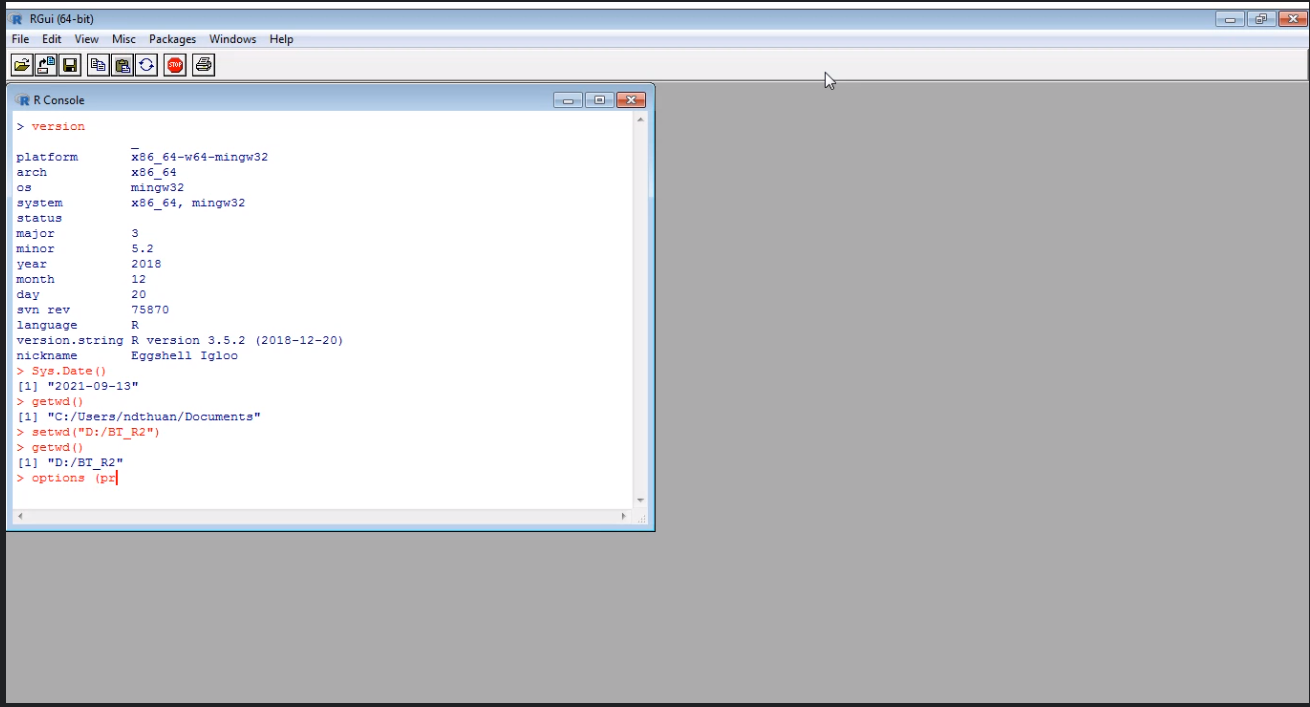 RGui (64-bit)
File Edit View Misc Packages Windows Help
STOP
R Console
> version
_
platform x86_64-w64-mingw32
arch x86_64
os mingw32
system x86_64, mingw32
status
major 3
minor 5.2
year 2018
month 12
day 20
svn rev 75870
language R
version.string R version 3.5.2 (2018-12-20)
nickname Eggshell Igloo
> Sys.Date()
[1] "2021-09-13"
> getwd()
[1] "C:/Users/ndthuan/Documents"
> setwd("D:/BT_R2")
> getwd()
[1] "D:/BT_R2"
> options (pr